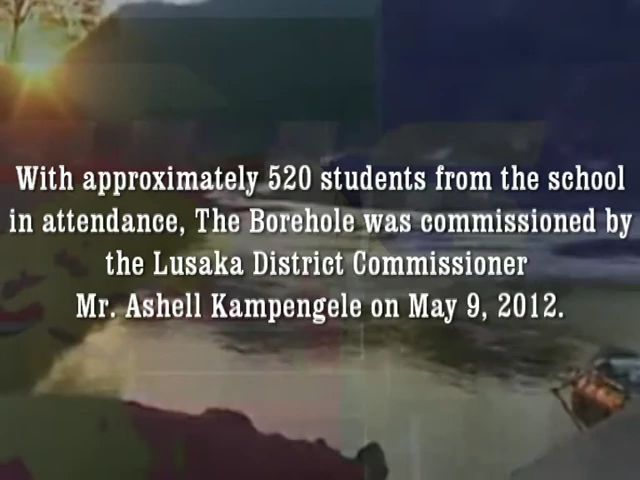 With approximately 520 students from the school
in attendance, The Borehole was commissioned by
the Lusaka District Commissioner
Mr. Ashell Kampengele on May 9, 2012.